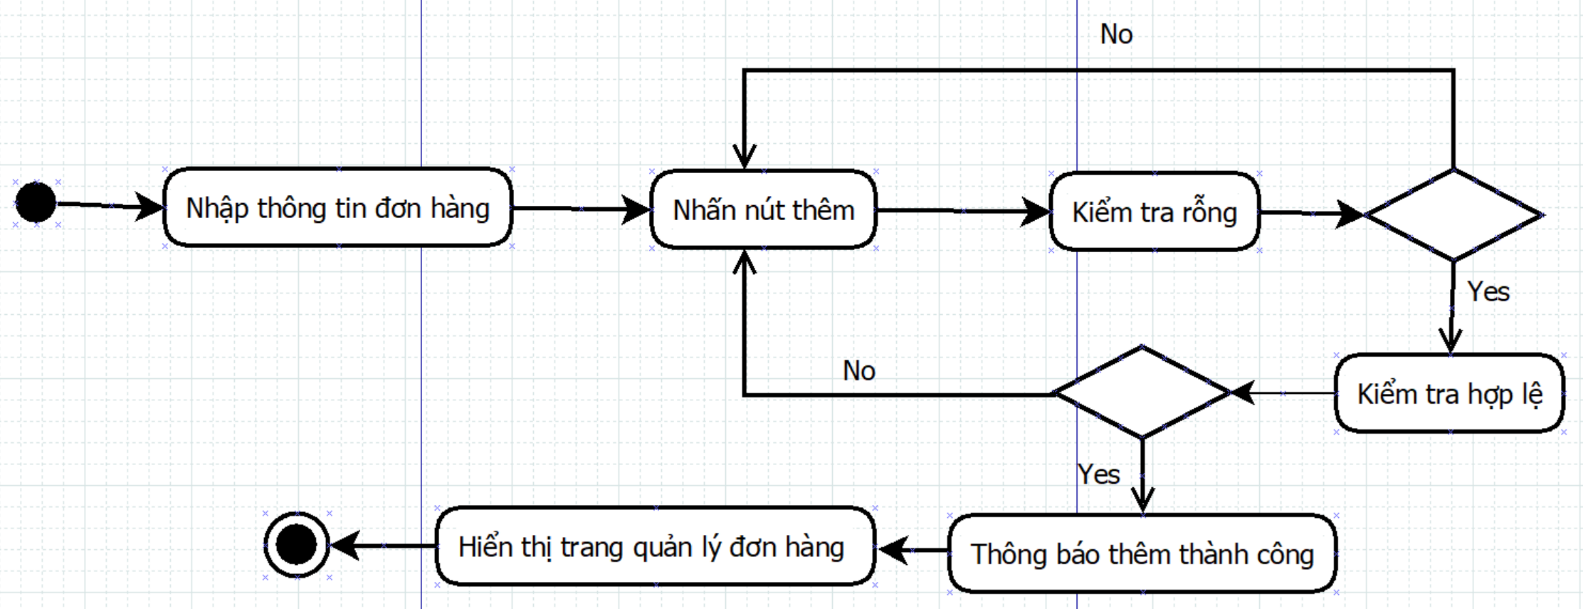 No
Nhập thông tin đơn hàng
Nhấn nút thêm
Kiểm tra rỗng
Yes
No
Kiểm tra hợp lệ
Yes
Hiển thị trang quản lý đơn hàng
Thông báo thêm thành công